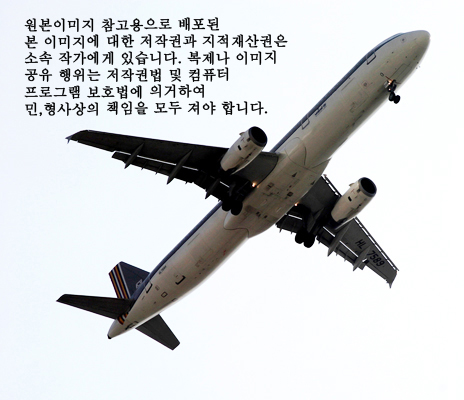 원본이미지 참고용으로 배포된
본 이미지에 대한 저작권과 지적재산권은
소속 작가에게 있습니다. 복제나 이미지
공유 행위는 저작권법 및 컴퓨터
프로그램 보호법에 의거하여
민,형사상의 책임을 모두 져야 합니다.
HL 7589